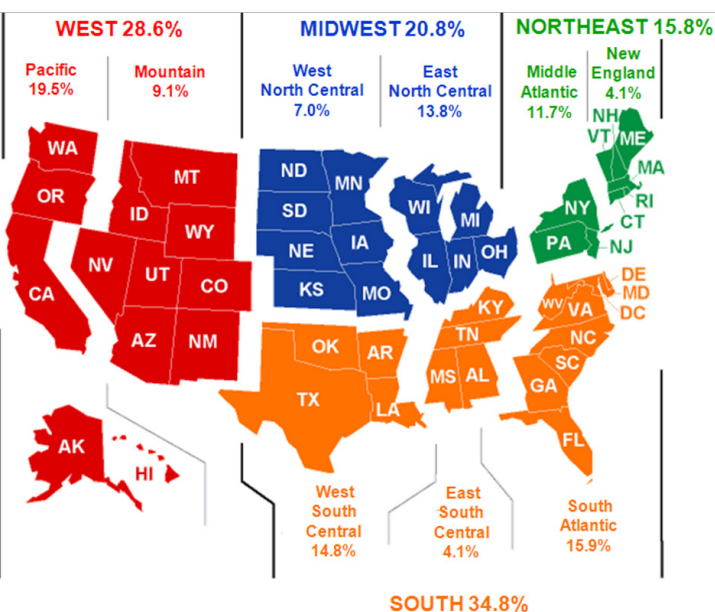 WEST 28.6%
MIDWEST 20.8%
NORTHEAST 15.8%
Pacific
19.5%
Mountain
9.1%
West
North Central
7.0%
East
North Central
13.8%
Middle
Atlantic
11.7%
New
England
4.1%
WA
OR
CA
NV
ID
MT
WY
UT
CO
AZ
NM
AK
HI
ND
SD
NE
KS
MN
IA
MO
WI
MI
IL
IN
OH
NH
VT
ME
MA
RI
CT
NY
PA
NJ
DE
MD
DC
WV
VA
KY
TN
NC
SC
GA
FL
MS
AL
OK
AR
TX
LA
West
South
Central
14.8%
East
South
Central
4.1%
South
Atlantic
15.9%
SOUTH 34.8%